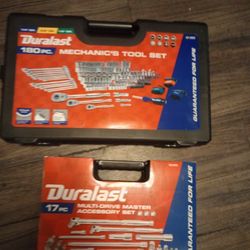 Duralast
180 PC. MECHANIC'S TOOL SET
GUARANTEED FOR LIFE
Duralast
17 PC MULTI-DRIVE MASTER
ACCESSORY SET
GUARANTEED FOR LIFE